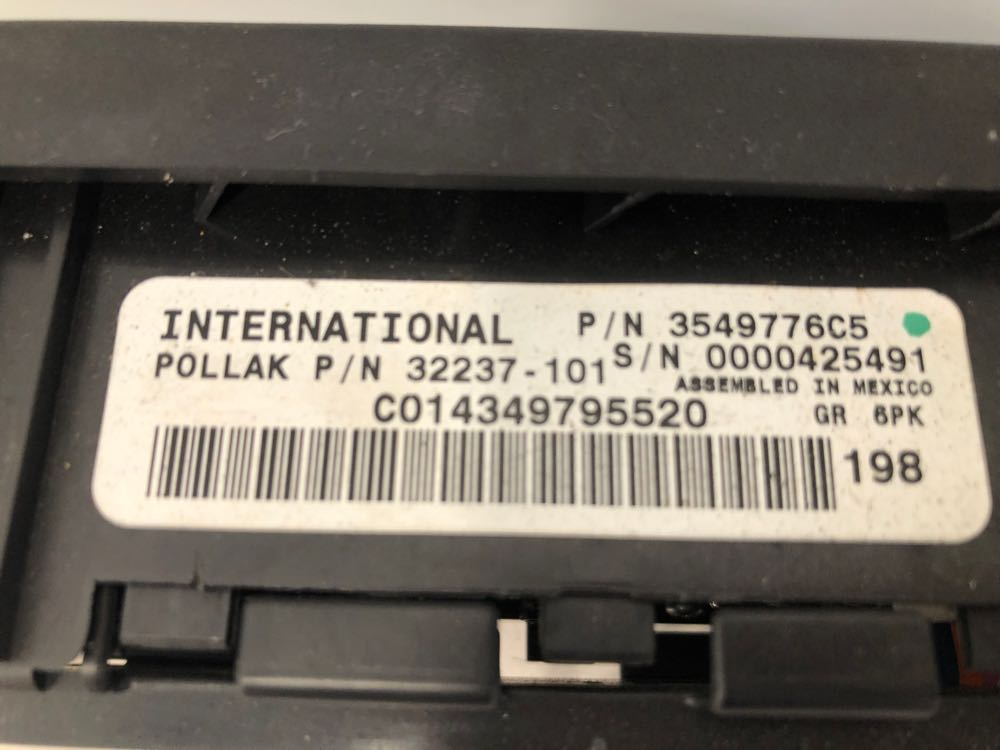 INTERNATIONAL P/N 3549776C5
POLLAK P/N 32237-101 S/N 0000425491
ASSEMBLED IN MEXICO
C014349795520 GR 6PK
198